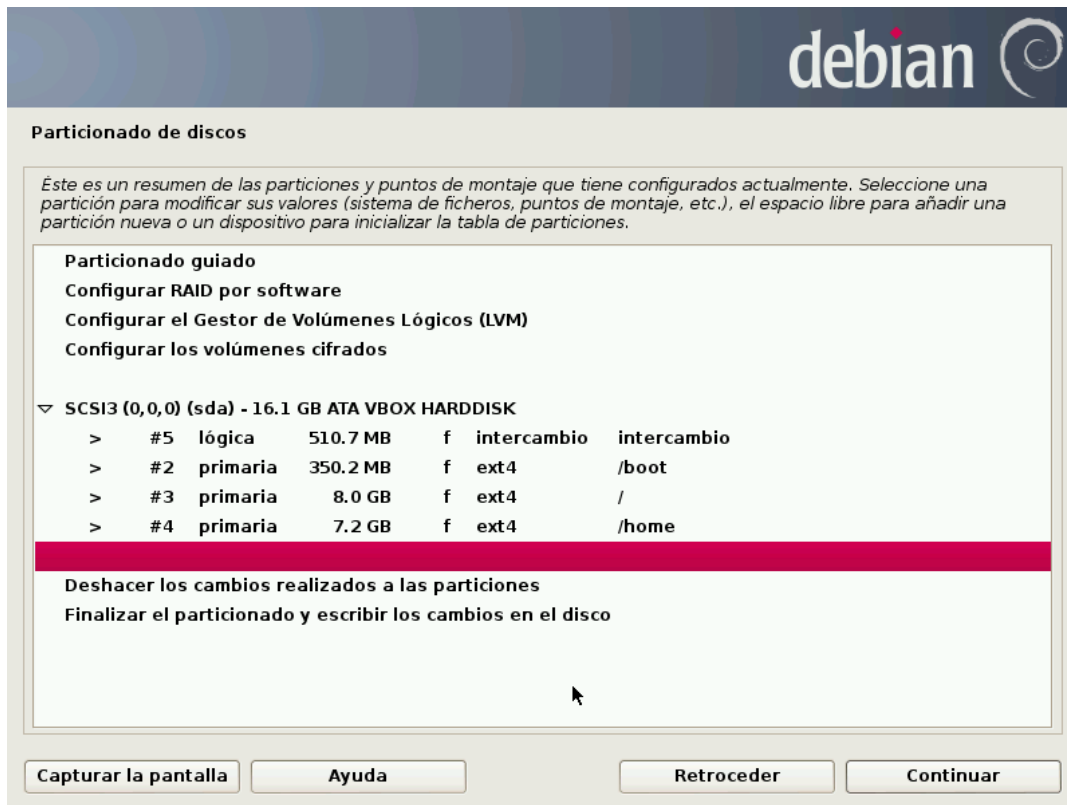 debian
Particionado de discos
Éste es un resumen de las particiones y puntos de montaje que tiene configurados actualmente. Seleccione una
partición para modificar sus valores (sistema de ficheros, puntos de montaje, etc.), el espacio libre para añadir una
partición nueva o un dispositivo para inicializar la tabla de particiones.
Particionado guiado
Configurar RAID por software
Configurar el Gestor de Volúmenes Lógicos (LVM)
Configurar los volúmenes cifrados
SCSI3 (0,0,0) (sda) - 16.1 GB ATA VBOX HARDDISK
> #5 lógica 510.7 MB f intercambio intercambio
> #2 primaria 350.2 MB f ext4 /boot
> #3 primaria 8.0 GB f ext4 /
> #4 primaria 7.2 GB f ext4 /home
Deshacer los cambios realizados a las particiones
Finalizar el particionado y escribir los cambios en el disco
Capturar la pantalla Ayuda Retroceder Continuar